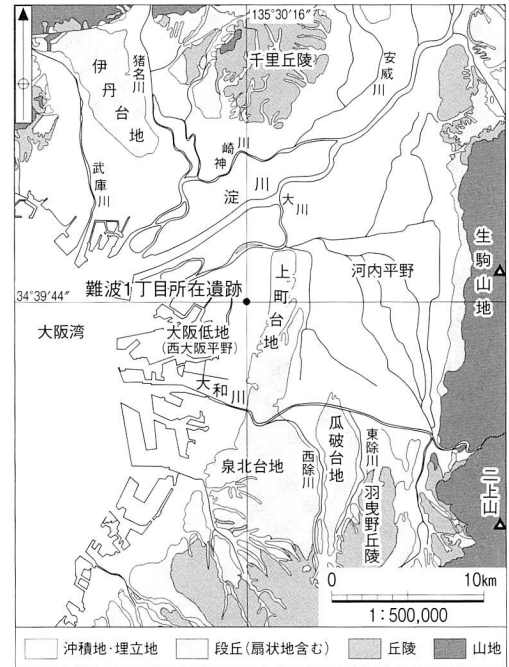 135°30′16″
伊丹台地
猪名川
千里丘陵
安威川
武庫川
神崎川
淀川
大川
生駒山地
上町台地
河内平野
34°39′44″
難波1丁目所在遺跡
大阪湾
大阪低地
(西大阪平野)
大和川
瓜破台地
東除川
西除川
泉北台地
羽曳野丘陵
二上山
0 10km
1:500,000
沖積地・埋立地
段丘(扇状地含む)
丘陵
山地